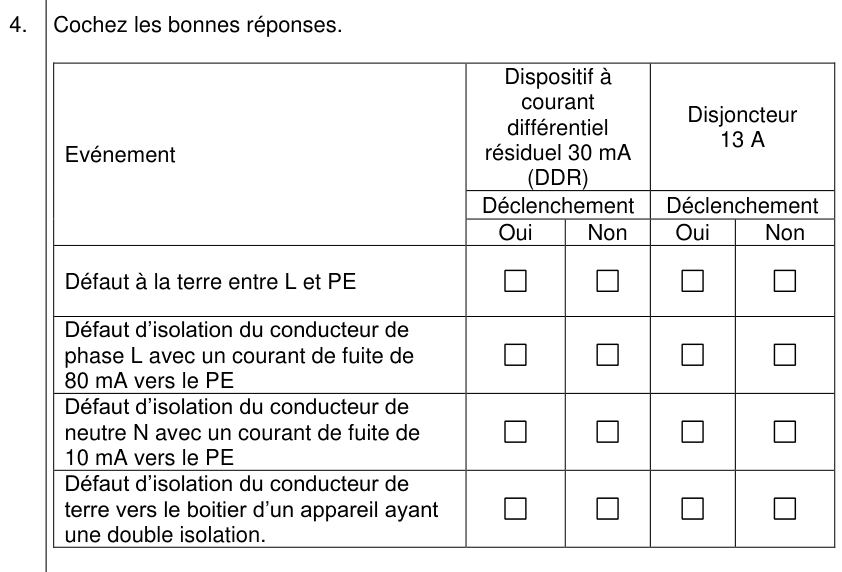 4. Cochez les bonnes réponses.
Evénement
Dispositif à
courant
différentiel
résiduel 30 mA
(DDR)
Disjoncteur
13 A
Déclenchement Déclenchement
Oui Non Oui Non
Défaut à la terre entre L et PE
Défaut d'isolation du conducteur de
phase L avec un courant de fuite de
80 mA vers le PE
Défaut d'isolation du conducteur de
neutre N avec un courant de fuite de
10 mA vers le PE
Défaut d'isolation du conducteur de
terre vers le boitier d'un appareil ayant
une double isolation.